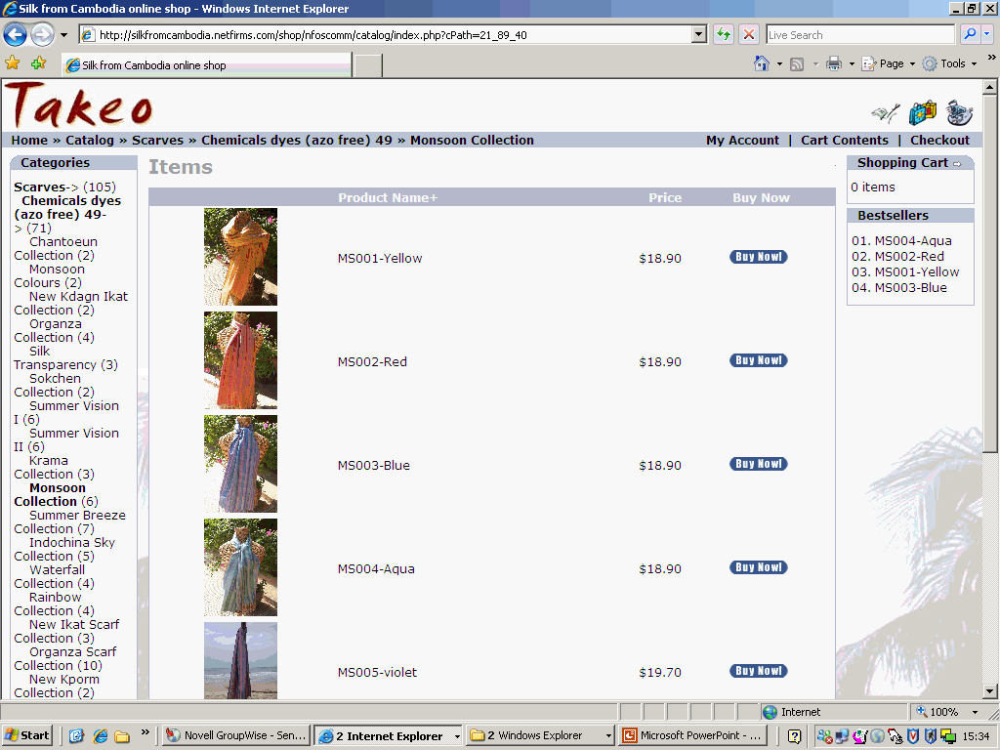 Silk from Cambodia online shop - Windows Internet Explorer
http://silkfromcambodia.netfirms.com/shop/nfoscomm/catalog/index.php?cPath=21_89_40
Live Search
Silk from Cambodia online shop
Page
Tools
Takeo
Home » Catalog » Scarves » Chemicals dyes (azo free) 49 » Monsoon Collection
My Account | Cart Contents | Checkout
Categories
Scarves-> (105)
Chemicals dyes
(azo free) 49-
> (71)
Chantoeun
Collection (2)
Monsoon
Colours (2)
New Kdagn Ikat
Collection (2)
Organza
Collection (4)
Silk
Transparency (3)
Sokchen
Collection (2)
Summer Vision
I (6)
Summer Vision
II (6)
Krama
Collection (3)
Monsoon
Collection (6)
Summer Breeze
Collection (7)
Indochina Sky
Collection (5)
Waterfall
Collection (4)
Rainbow
Collection (4)
New Ikat Scarf
Collection (3)
Organza Scarf
Collection (10)
New Kporm
Collection (2)
Items
Product Name+ Price Buy Now
MS001-Yellow $18.90 Buy Now!
MS002-Red $18.90 Buy Now!
MS003-Blue $18.90 Buy Now!
MS004-Aqua $18.90 Buy Now!
MS005-violet $19.70 Buy Now!
Shopping Cart
0 items
Bestsellers
01. MS004-Aqua
02. MS002-Red
03. MS001-Yellow
04. MS003-Blue
Internet
100%
Start
Novell GroupWise - Sen...
2 Internet Explorer
2 Windows Explorer
Microsoft PowerPoint - ...
15:34